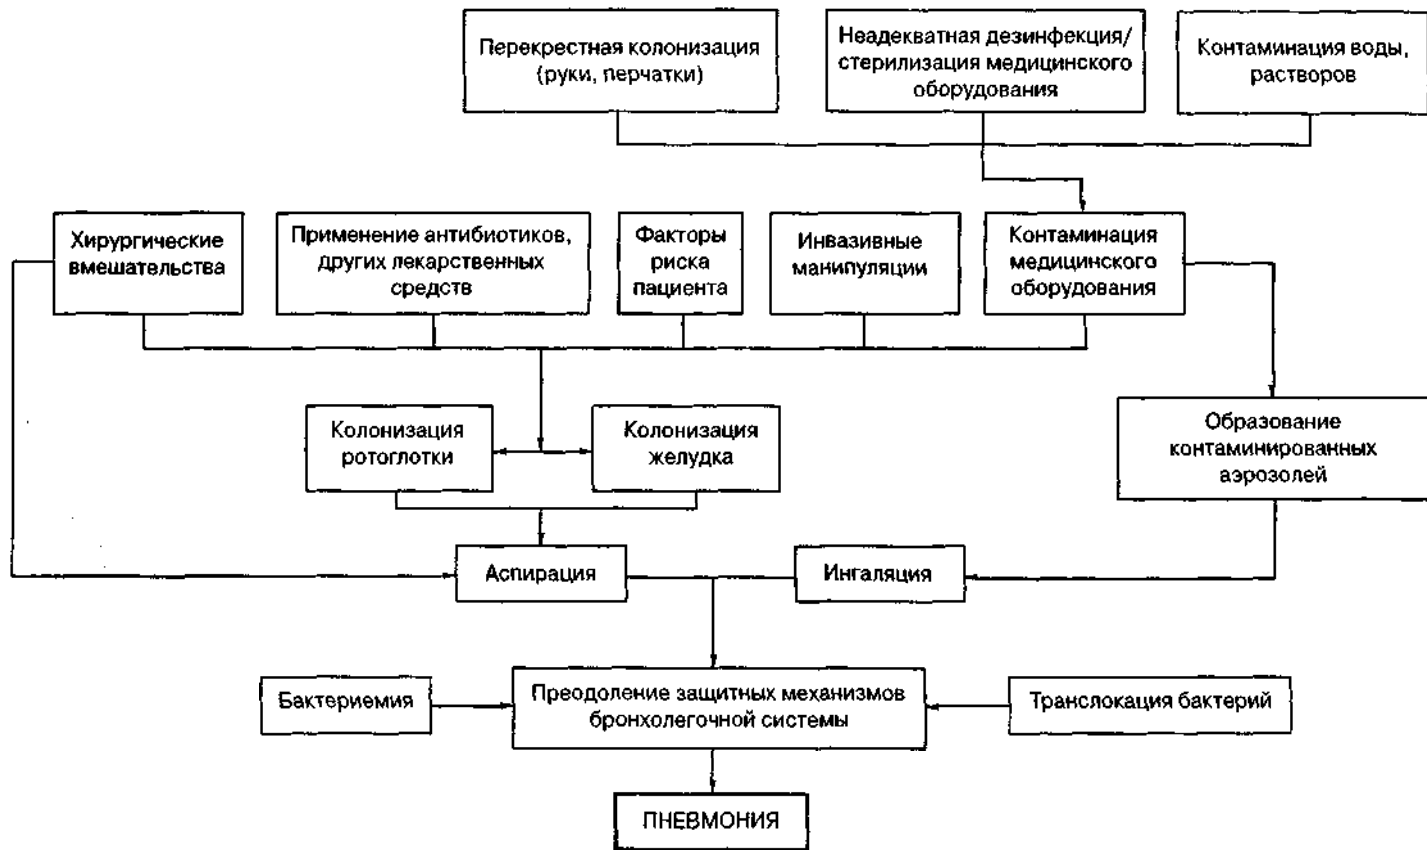 Перекрестная колонизация
(руки, перчатки)
Неадекватная дезинфекция/
стерилизация медицинского
оборудования
Контаминация воды,
растворов
Хирургические
вмешательства
Применение антибиотиков,
других лекарственных
средств
Факторы
риска
пациента
Инвазивные
манипуляции
Контаминация
медицинского
оборудования
Колонизация
ротоглотки
Колонизация
желудка
Образование
контаминированных
аэрозолей
Аспирация
Ингаляция
Бактериемия
Преодоление защитных механизмов
бронхолегочной системы
Транслокация бактерий
ПНЕВМОНИЯ